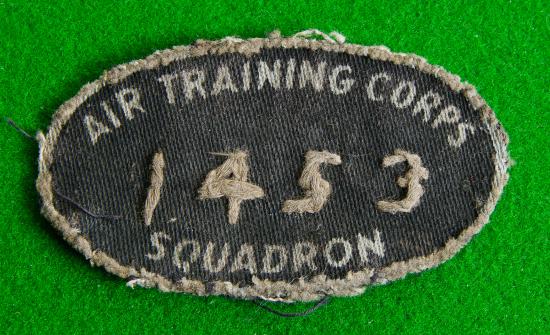 AIR TRAINING CORPS
1453
SQUADRON